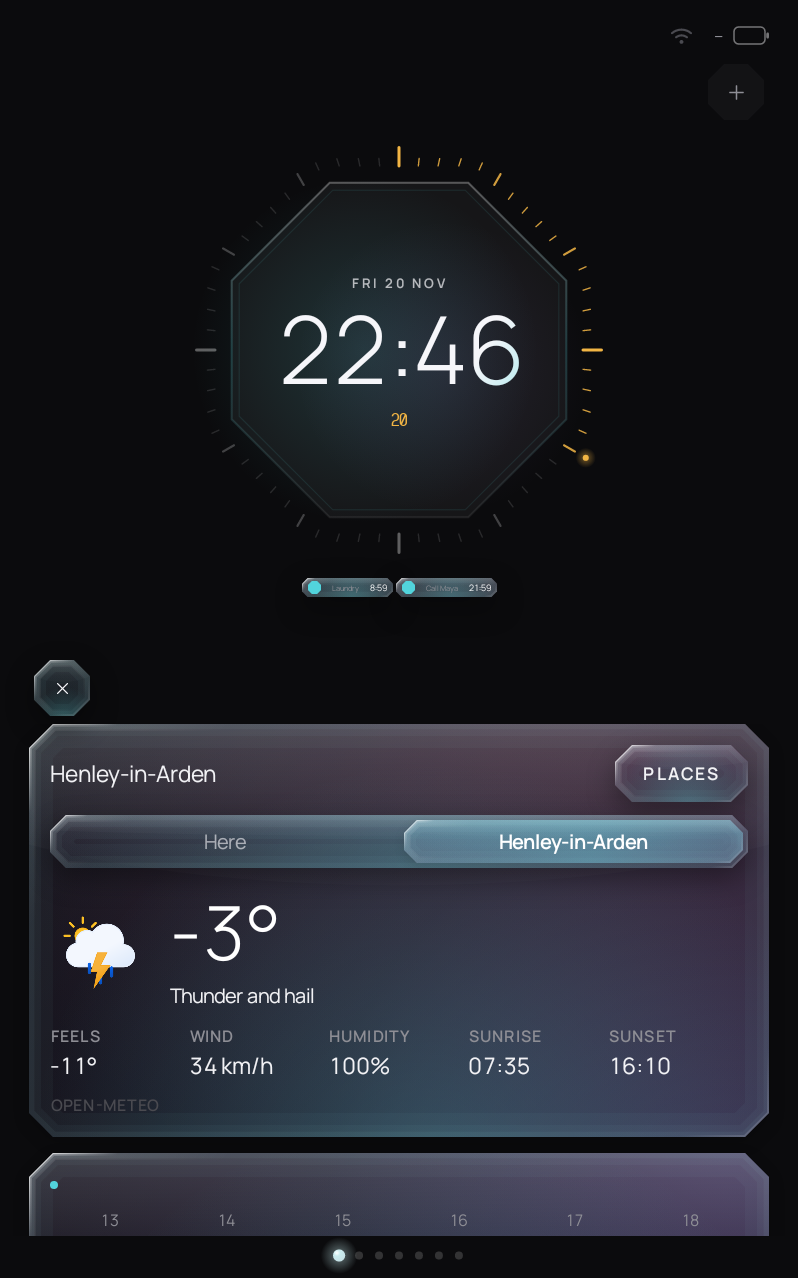 –
+
FRI 20 NOV
22:46
20
Laundry 8:59 Call Maya 21:59
Henley-in-Arden
PLACES
Here Henley-in-Arden
-3°
Thunder and hail
FEELS WIND HUMIDITY SUNRISE SUNSET
-11° 34 km/h 100% 07:35 16:10
OPEN-METEO
13 14 15 16 17 18